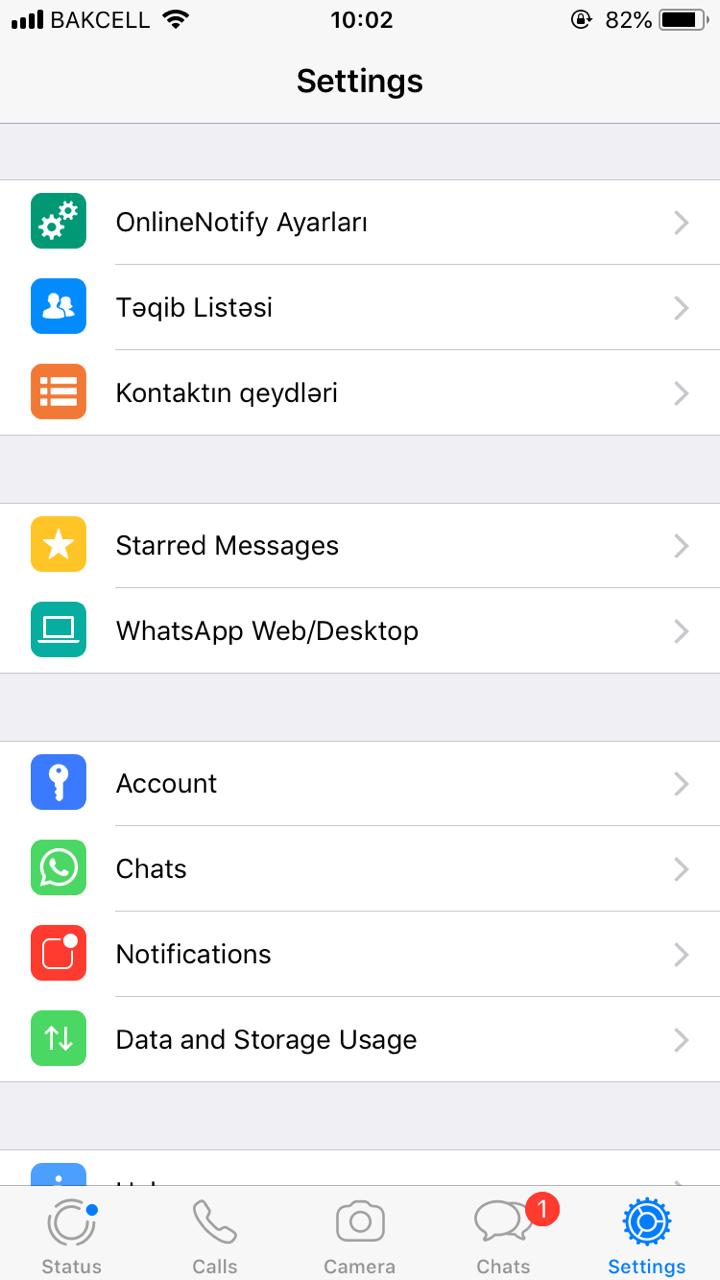 BAKCELL 10:02 82%
Settings
OnlineNotify Ayarları
Təqib Listəsi
Kontaktın qeydləri
Starred Messages
WhatsApp Web/Desktop
Account
Chats
Notifications
Data and Storage Usage
1
Status Calls Camera Chats Settings